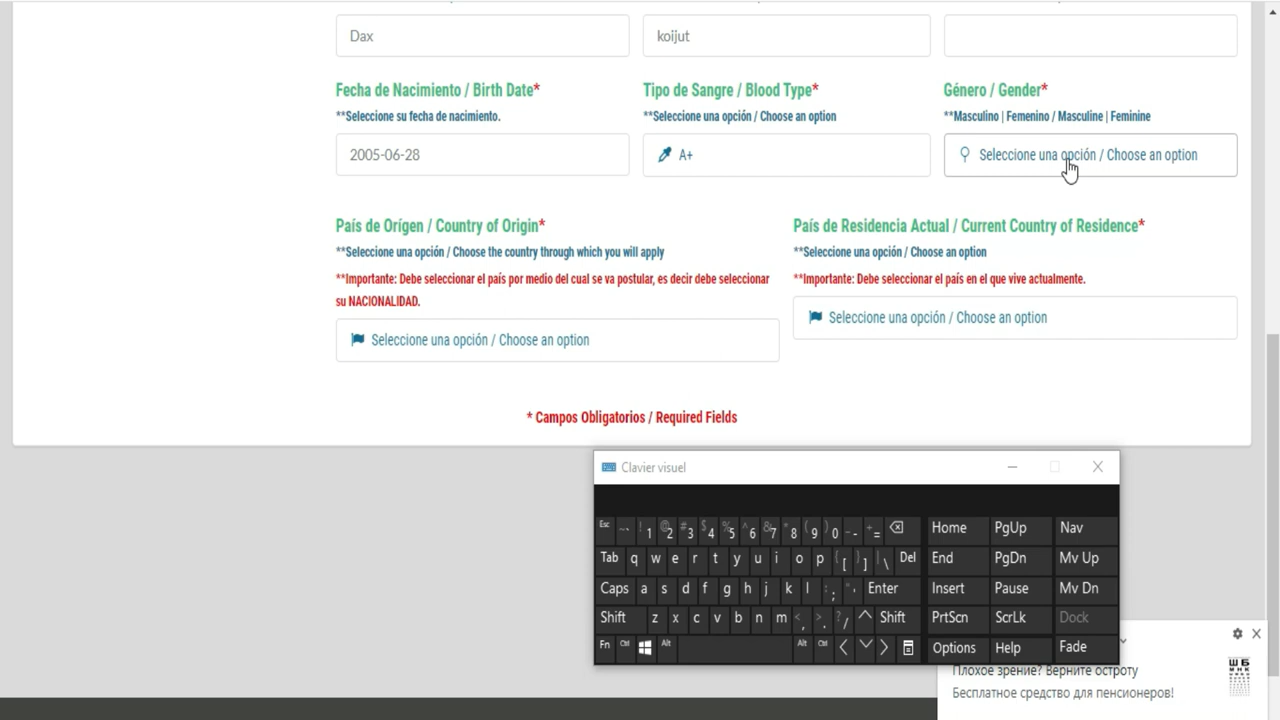 Dax koijut
Fecha de Nacimiento / Birth Date* Tipo de Sangre / Blood Type* Género / Gender*
**Seleccione su fecha de nacimiento. **Seleccione una opción / Choose an option **Masculino | Femenino / Masculine | Feminine
2005-06-28 A+ Seleccione una opción / Choose an option
País de Orígen / Country of Origin*
**Seleccione una opción / Choose the country through which you will apply
**Importante: Debe seleccionar el país por medio del cual se va postular, es decir debe seleccionar
su NACIONALIDAD.
Seleccione una opción / Choose an option
País de Residencia Actual / Current Country of Residence*
**Seleccione una opción / Choose an option
**Importante: Debe seleccionar el país en el que vive actualmente.
Seleccione una opción / Choose an option
* Campos Obligatorios / Required Fields
Clavier visuel
Esc ~` !1 @2 #3 $4 %5 ^6 &7 *8 (9 )0 _- += Home PgUp Nav
Tab q w e r t y u i o p {[ }] |\ Del End PgDn Mv Up
Caps a s d f g h j k l :; "' Enter Insert Pause Mv Dn
Shift z x c v b n m <, >. ?/ Shift PrtScn ScrLk Dock
Fn Ctrl Alt Alt Ctrl Options Help Fade
Плохое зрение? Верните остроту
Бесплатное средство для пенсионеров!
Ш Б
М Н К